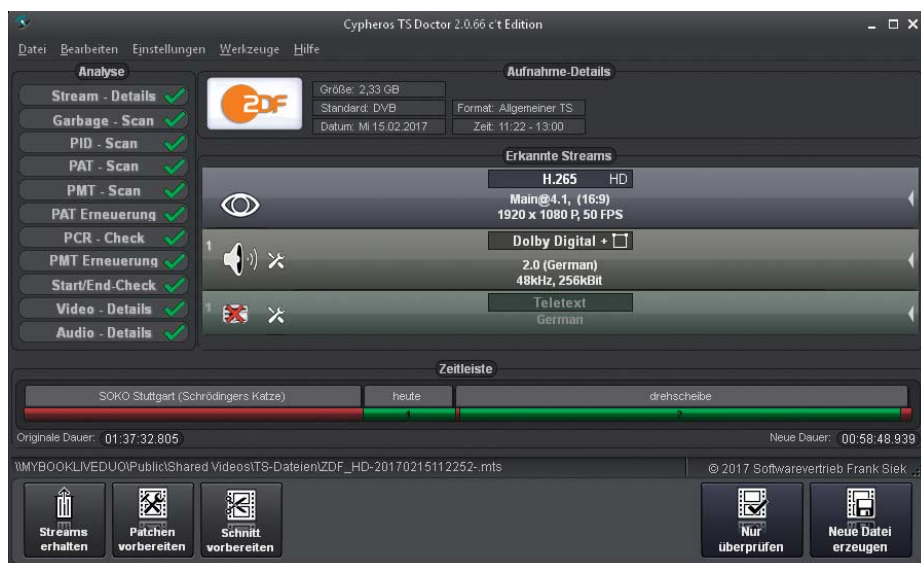 Cypheros TS Doctor 2.0.66 c't Edition
Datei Bearbeiten Einstellungen Werkzeuge Hilfe
Analyse
Stream - Details
Garbage - Scan
PID - Scan
PAT - Scan
PMT - Scan
PAT Erneuerung
PCR - Check
PMT Erneuerung
Start/End-Check
Video - Details
Audio - Details
Aufnahme-Details
ZDF
Größe: 2,33 GB
Standard: DVB Format: Allgemeiner TS
Datum: Mi 15.02.2017 Zeit: 11:22 - 13:00
Erkannte Streams
H.265 HD
Main@4.1, (16:9)
1920 x 1080 P, 50 FPS
1
Dolby Digital +
2.0 (German)
48kHz, 256kBit
1
Teletext
German
Zeitleiste
SOKO Stuttgart (Schrödingers Katze) heute drehscheibe
1 2
Originale Dauer: 01:37:32.805 Neue Dauer: 00:58:48.939
\\MYBOOKLIVEDUO\Public\Shared Videos\TS-Dateien\ZDF_HD-20170215112252-.mts © 2017 Softwarevertrieb Frank Siek
Streams erhalten
Patchen vorbereiten
Schnitt vorbereiten
Nur überprüfen
Neue Datei erzeugen